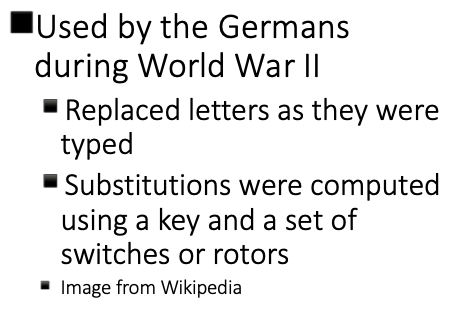 Used by the Germans
during World War II
Replaced letters as they were
typed
Substitutions were computed
using a key and a set of
switches or rotors
Image from Wikipedia